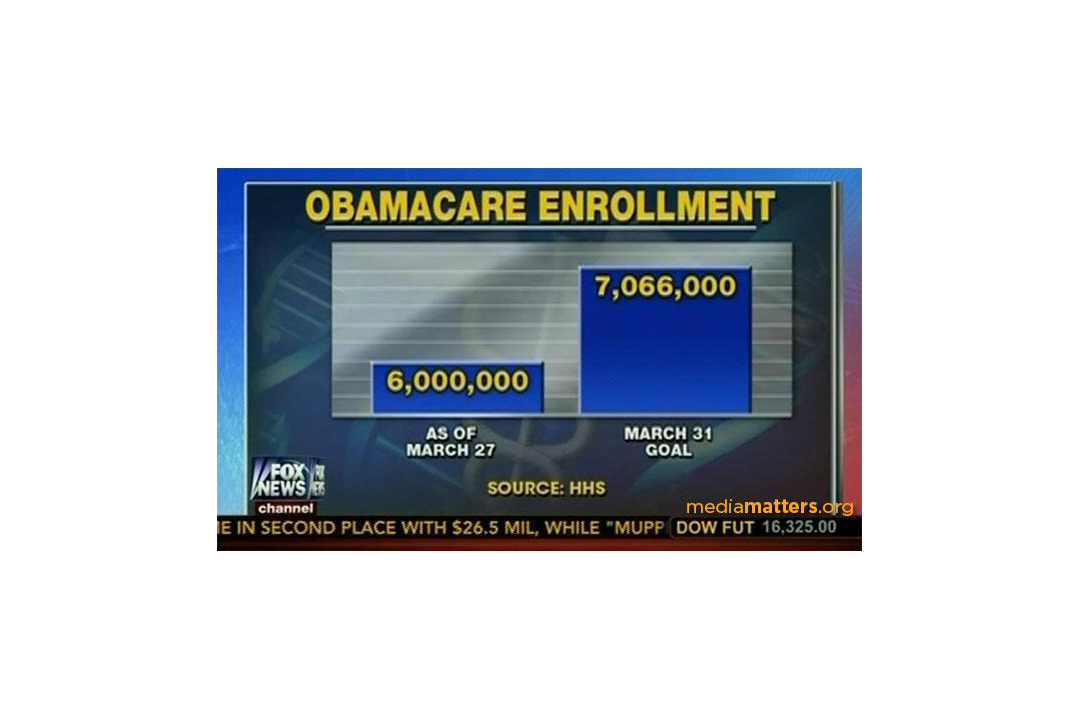 OBAMACARE ENROLLMENT
7,066,000
6,000,000
AS OF
MARCH 27
MARCH 31
GOAL
SOURCE: HHS
FOX
NEWS
channel
mediamatters.org
E IN SECOND PLACE WITH $26.5 MIL, WHILE "MUPP
DOW FUT 16,325.00